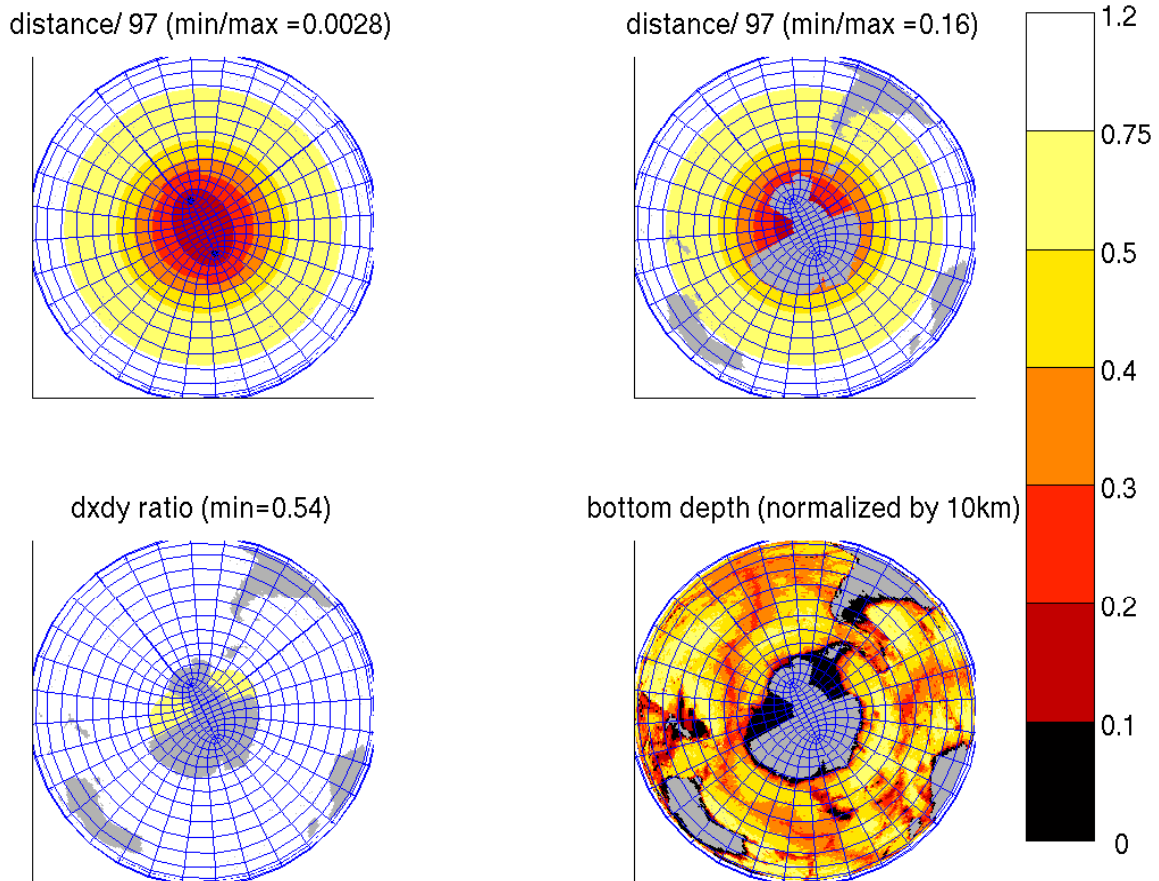 distance/ 97 (min/max =0.0028)
distance/ 97 (min/max =0.16)
1.2
0.75
0.5
0.4
0.3
0.2
0.1
0
dxdy ratio (min=0.54)
bottom depth (normalized by 10km)